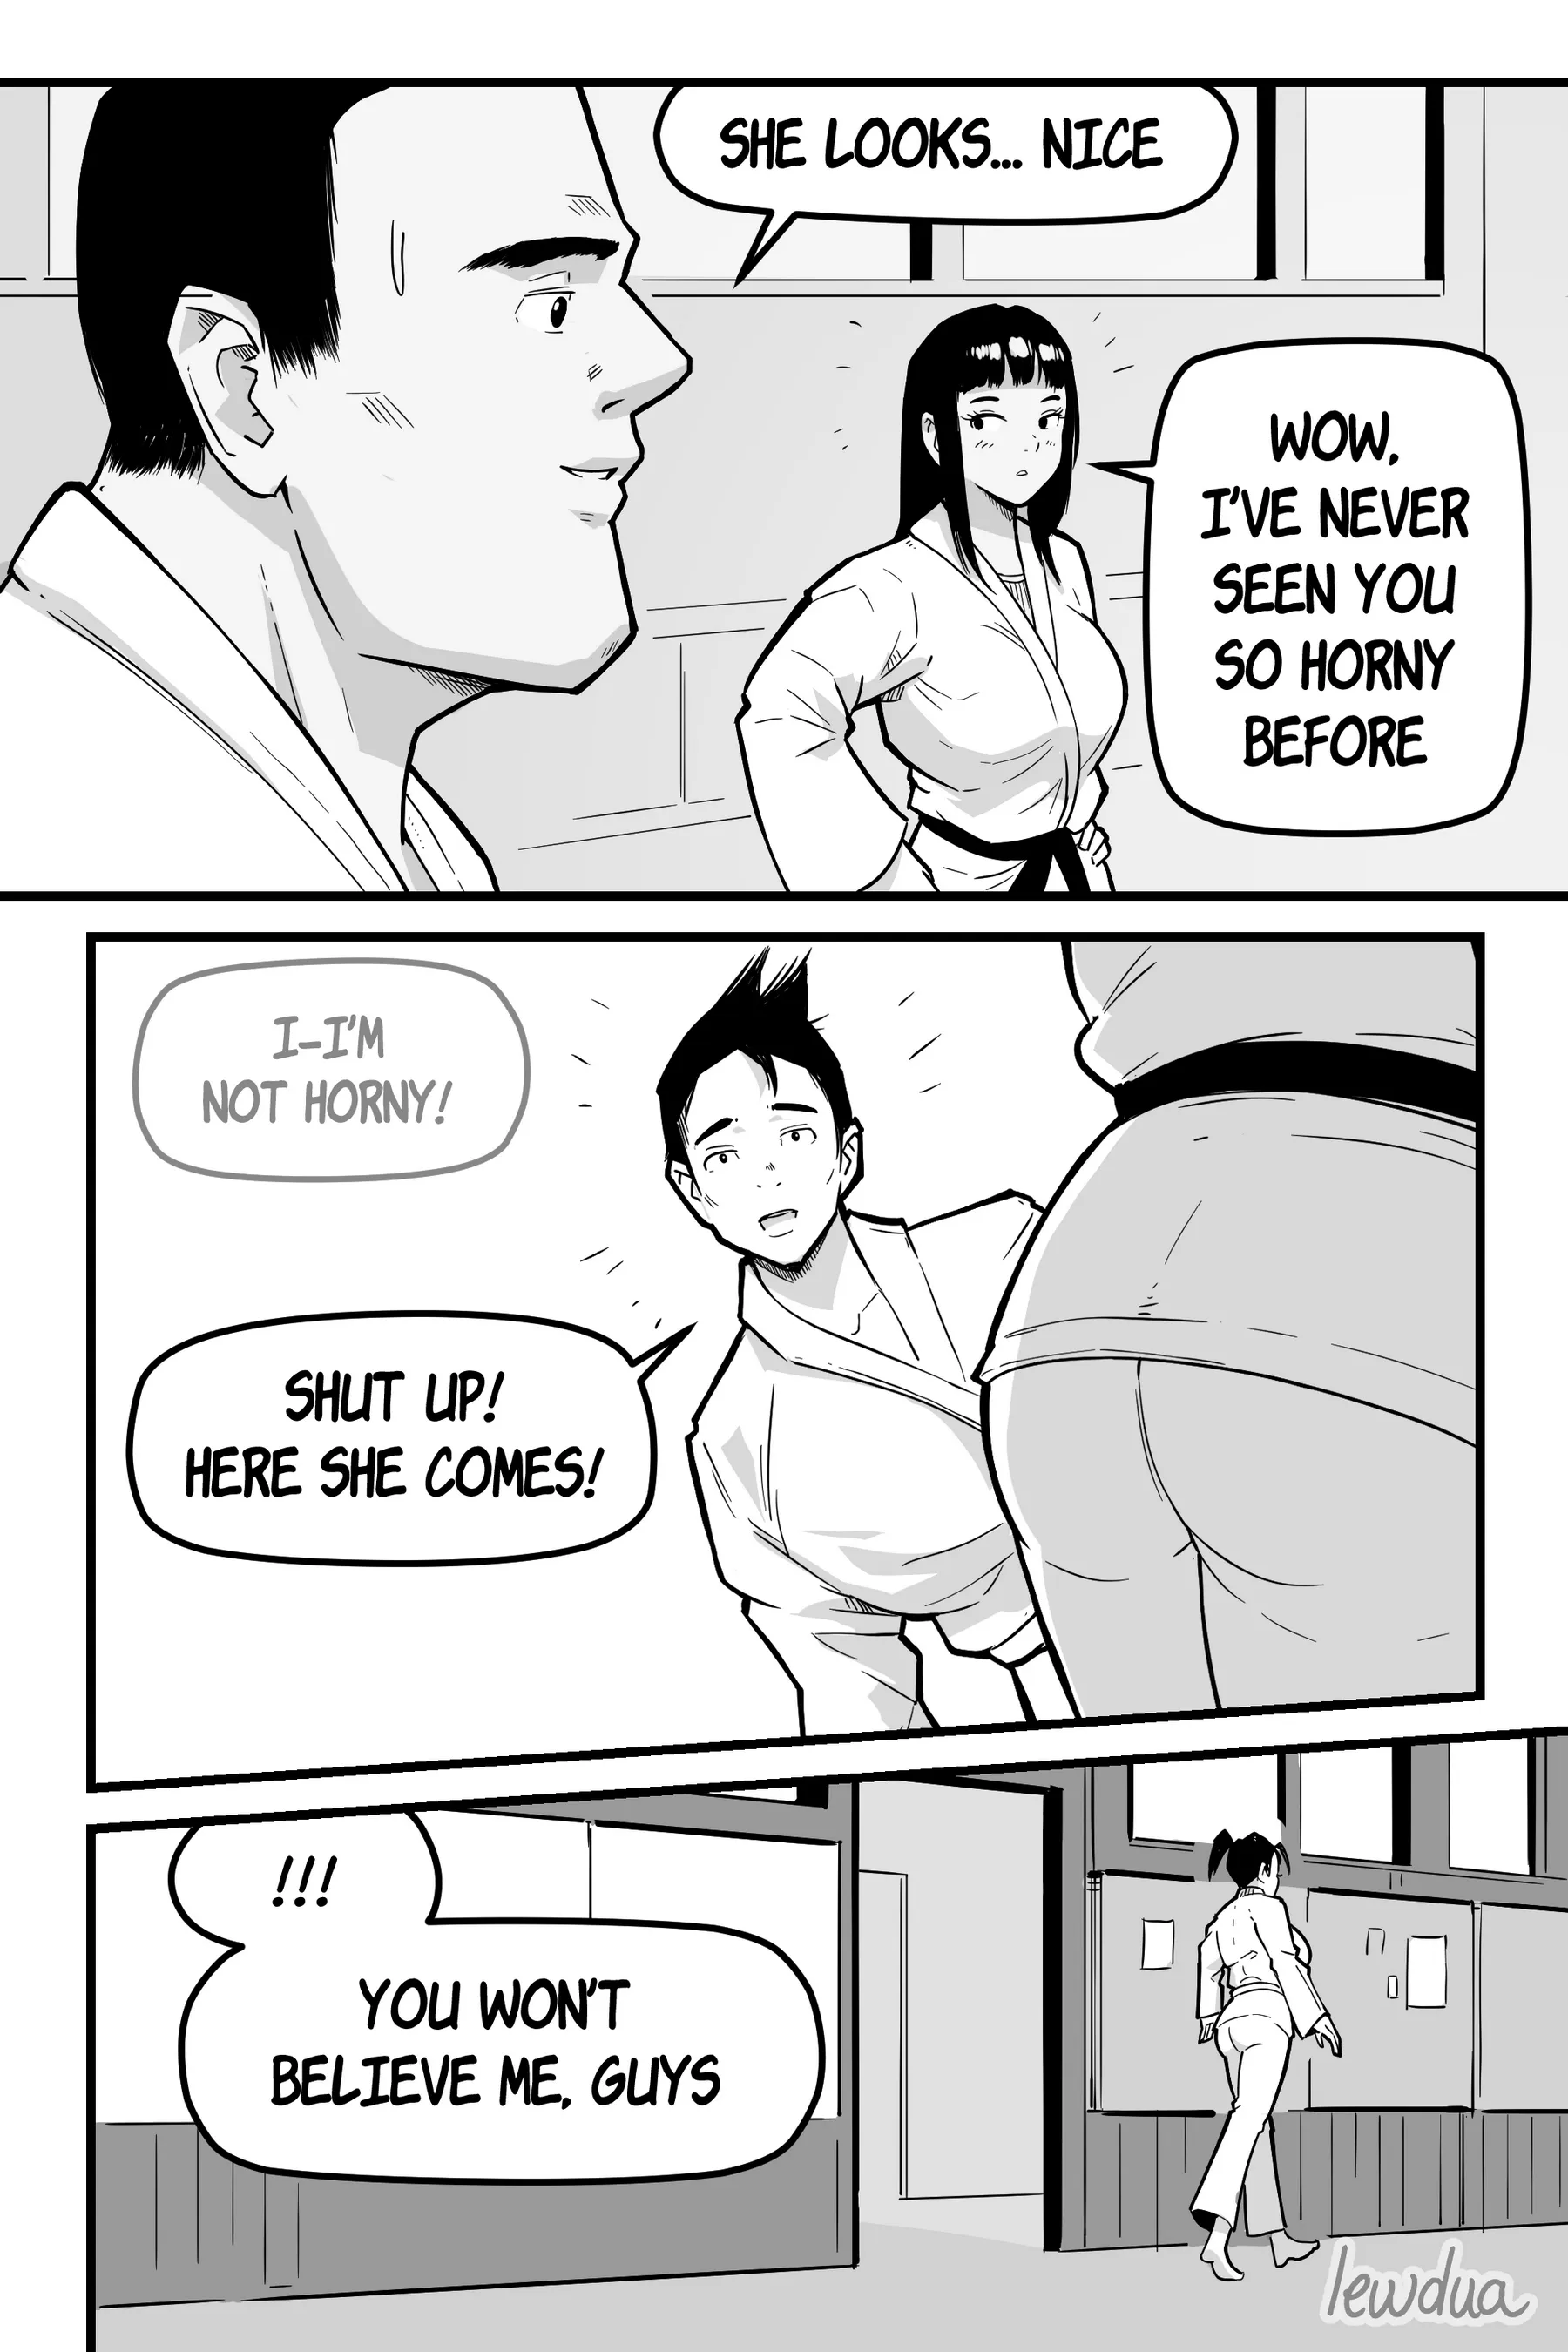 SHE LOOKS... NICE
WOW,
I'VE NEVER
SEEN YOU
SO HORNY
BEFORE
I-I'M
NOT HORNY!
SHUT UP!
HERE SHE COMES!
!!!
YOU WON'T
BELIEVE ME, GUYS
lewdua